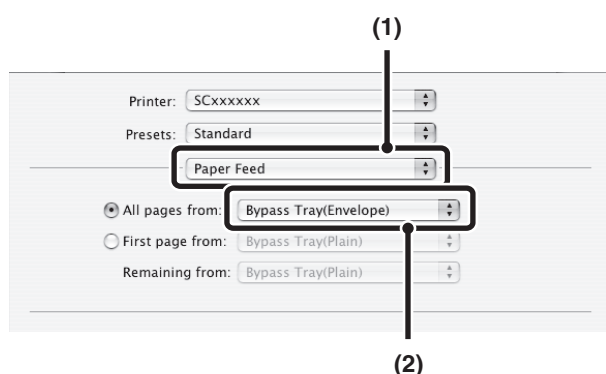 (1)
Printer: SCxxxxxx
Presets: Standard
Paper Feed
All pages from: Bypass Tray(Envelope)
First page from: Bypass Tray(Plain)
Remaining from: Bypass Tray(Plain)
(2)